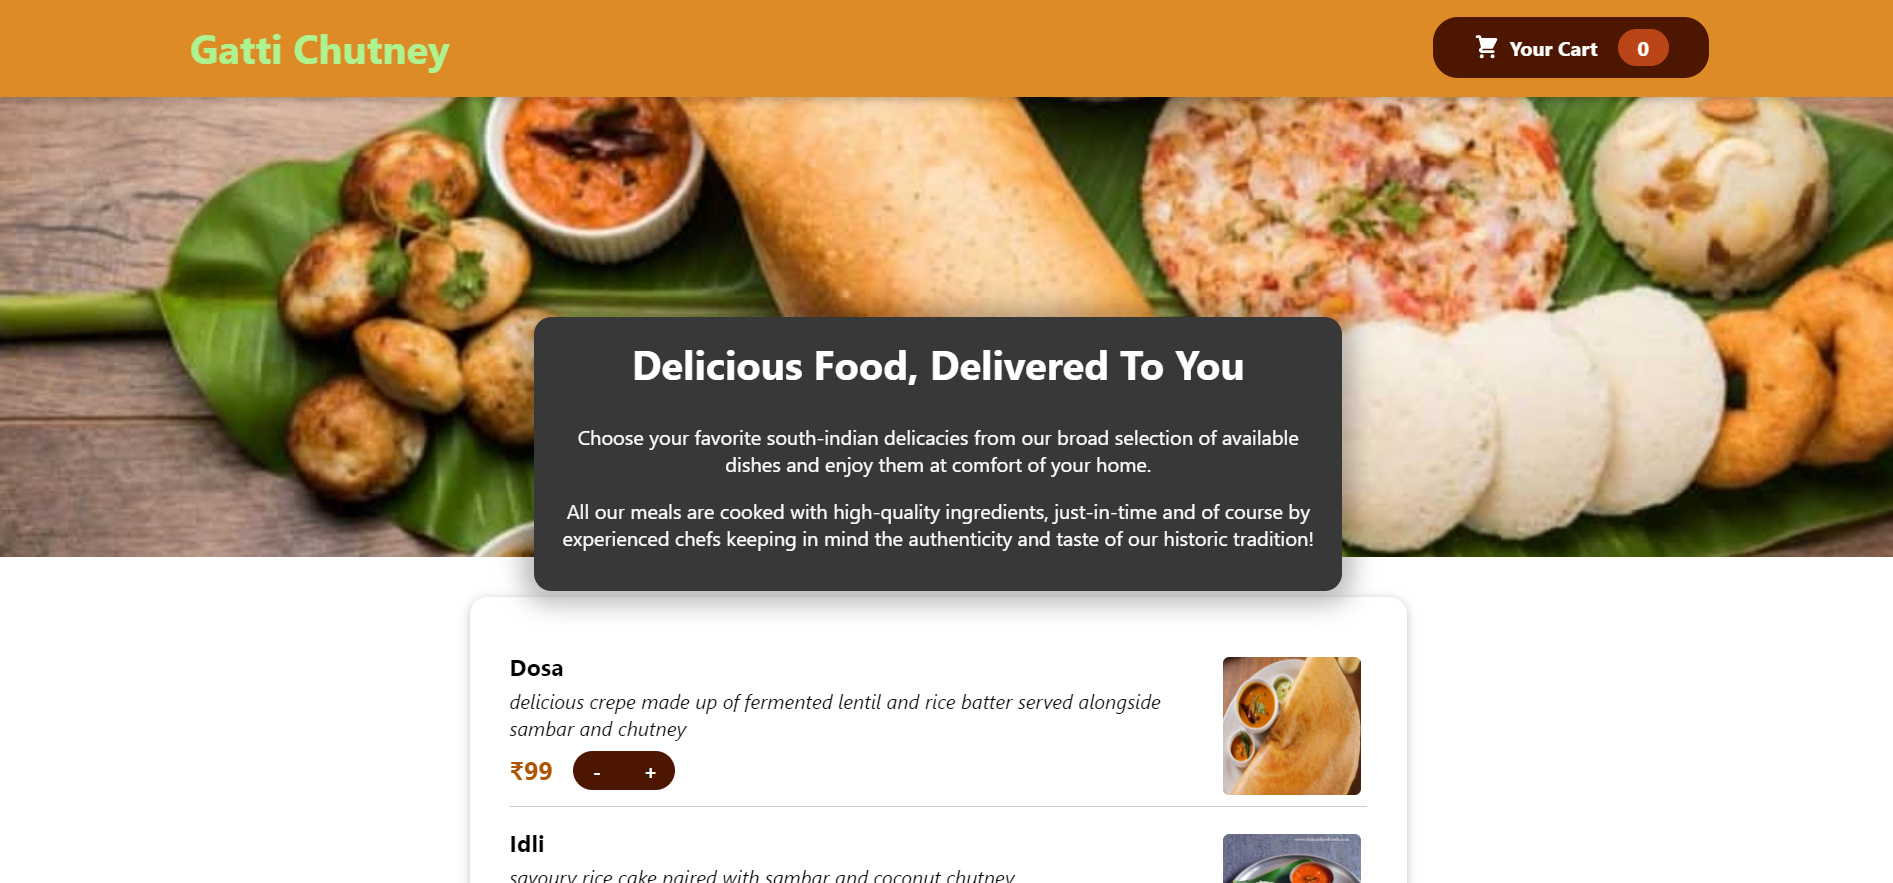 Gatti Chutney
Your Cart 0
Delicious Food, Delivered To You
Choose your favorite south-indian delicacies from our broad selection of available
dishes and enjoy them at comfort of your home.
All our meals are cooked with high-quality ingredients, just-in-time and of course by
experienced chefs keeping in mind the authenticity and taste of our historic tradition!
Dosa
delicious crepe made up of fermented lentil and rice batter served alongside
sambar and chutney
₹99 - +
Idli
savoury rice cake paired with sambar and coconut chutney